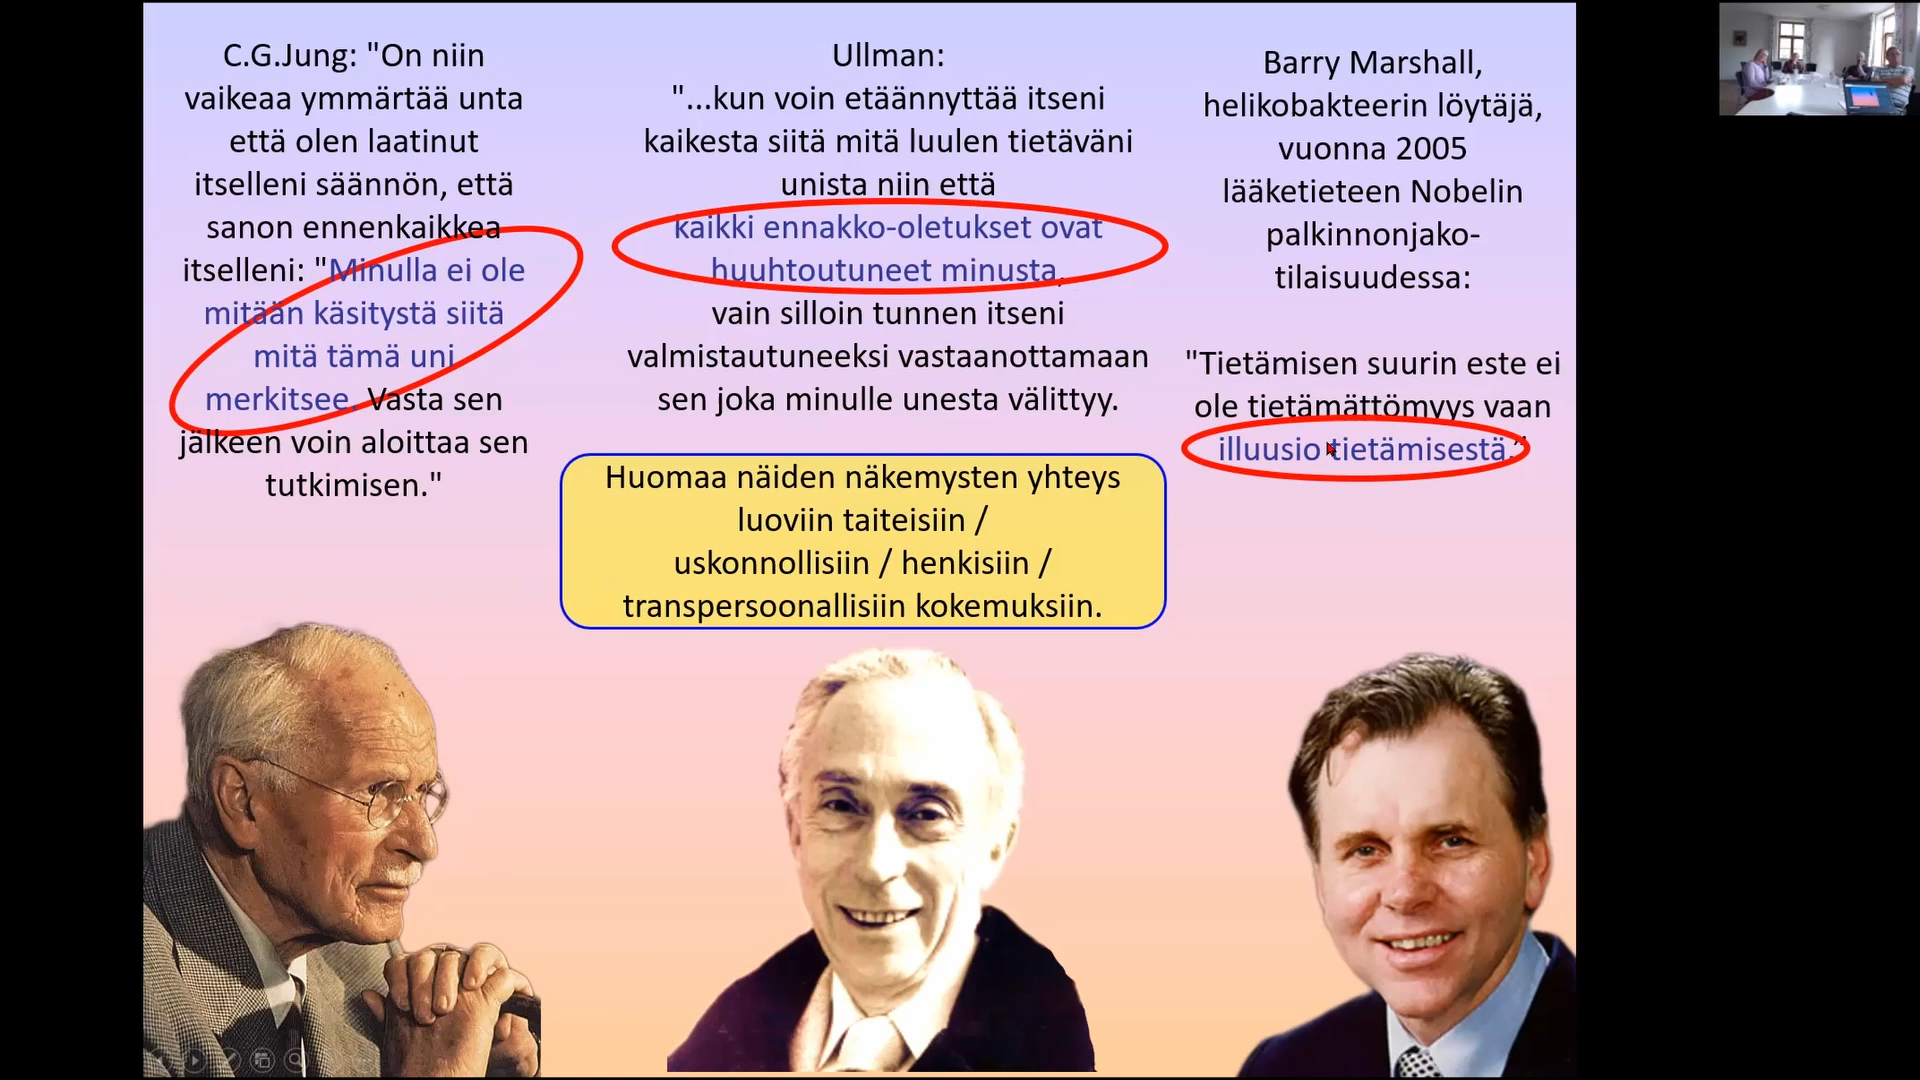 C.G.Jung: "On niin
vaikeaa ymmärtää unta
että olen laatinut
itselleni säännön, että
sanon ennenkaikkea
itselleni: "Minulla ei ole
mitään käsitystä siitä
mitä tämä uni
merkitsee. Vasta sen
jälkeen voin aloittaa sen
tutkimisen."
Ullman:
"...kun voin etäännyttää itseni
kaikesta siitä mitä luulen tietäväni
unista niin että
kaikki ennakko-oletukset ovat
huuhtoutuneet minusta,
vain silloin tunnen itseni
valmistautuneeksi vastaanottamaan
sen joka minulle unesta välittyy.
Huomaa näiden näkemysten yhteys
luoviin taiteisiin /
uskonnollisiin / henkisiin /
transpersoonallisiin kokemuksiin.
Barry Marshall,
helikobakteerin löytäjä,
vuonna 2005
lääketieteen Nobelin
palkinnonjako-
tilaisuudessa:
"Tietämisen suurin este ei
ole tietämättömyys vaan
illuusio tietämisestä."